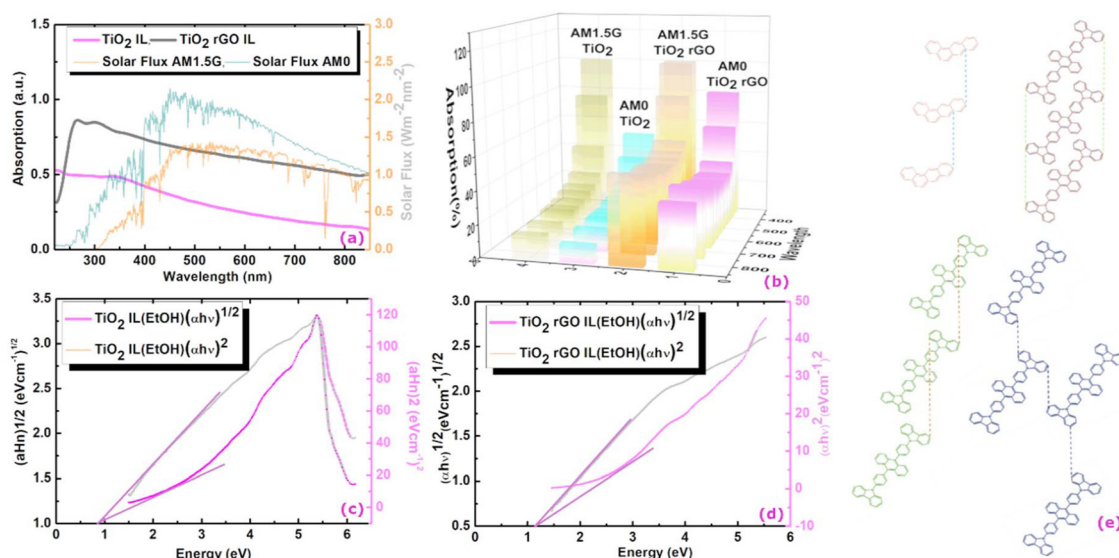 1.5
1.0
0.5
0.0
Absorption (a.u.)
TiO2 IL, TiO2 rGO IL
Solar Flux AM1.5G, Solar Flux AM0
3.0
2.5
2.0
1.5
1.0
0.5
0.0
Solar Flux (Wm-2nm-2)
(a)
200 300 400 500 600 700 800
Wavelength (nm)
120
100
80
60
40
20
0
Absorption(%)
AM1.5G
TiO2
AM0
TiO2
AM1.5G
TiO2 rGO
AM0
TiO2 rGO
400
500
600
700
800
Wavelength
4 2 2 1 0
(b)
3.5
3.0
2.5
2.0
1.5
1.0
(aHn)1/2 (eVcm-1)1/2
TiO2 IL(EtOH)(αhν)1/2
TiO2 IL(EtOH)(αhν)2
120
100
80
60
40
20
0
(aHn)2 (eVcm-1)2
(c)
0 1 2 3 4 5 6
Energy (eV)
3.0
2.5
2.0
1.5
1.0
0.5
(αhν)1/2(eVcm-1)1/2
TiO2 rGO IL(EtOH)(αhν)1/2
TiO2 rGO IL(EtOH)(αhν)2
50
40
30
20
10
0
-10
(αhν)2(eVcm-1)2
(d)
0 1 2 3 4 5 6
Energy (eV)
(e)